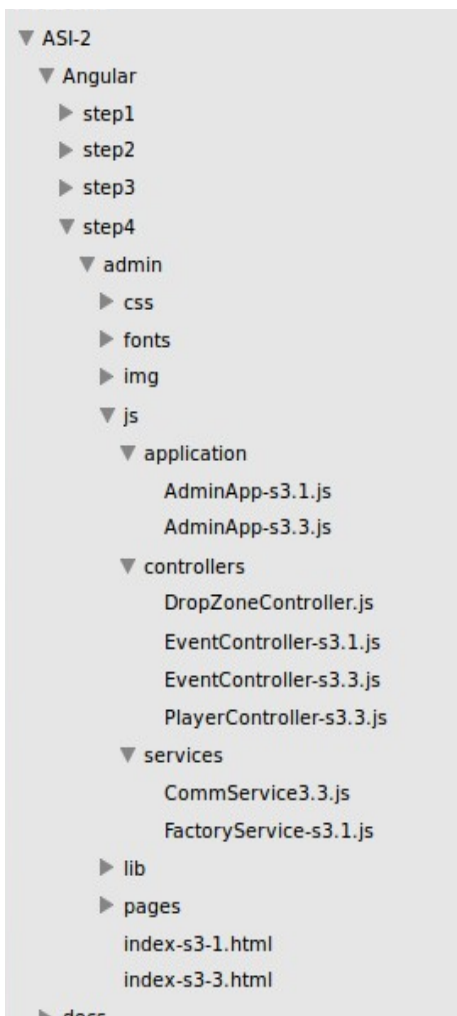 ASI-2
Angular
step1
step2
step3
step4
admin
css
fonts
img
js
application
AdminApp-s3.1.js
AdminApp-s3.3.js
controllers
DropZoneController.js
EventController-s3.1.js
EventController-s3.3.js
PlayerController-s3.3.js
services
CommService3.3.js
FactoryService-s3.1.js
lib
pages
index-s3-1.html
index-s3-3.html